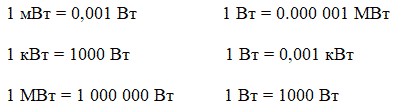 1 мВт = 0,001 Вт 1 Вт = 0.000 001 МВт
1 кВт = 1000 Вт 1 Вт = 0,001 кВт
1 МВт = 1 000 000 Вт 1 Вт = 1000 Вт